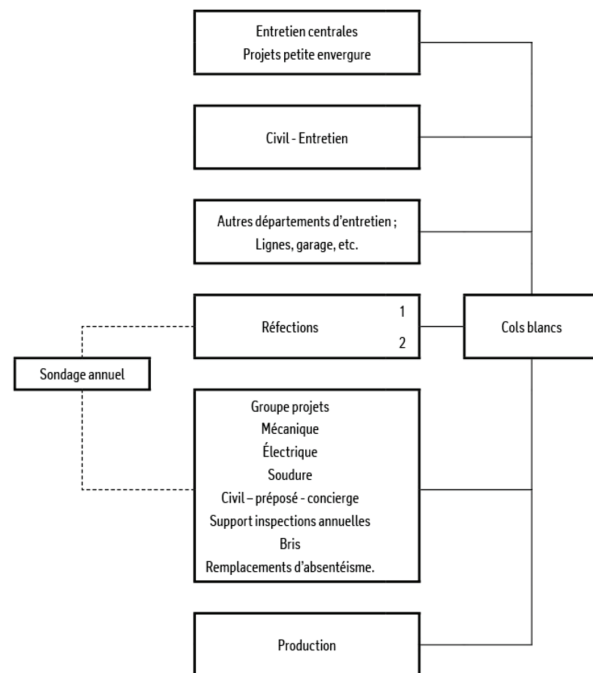 Entretien centrales
Projets petite envergure
Civil - Entretien
Autres départements d'entretien ;
Lignes, garage, etc.
Réfections
1
2
Cols blancs
Sondage annuel
Groupe projets
Mécanique
Électrique
Soudure
Civil – préposé - concierge
Support inspections annuelles
Bris
Remplacements d'absentéisme.
Production